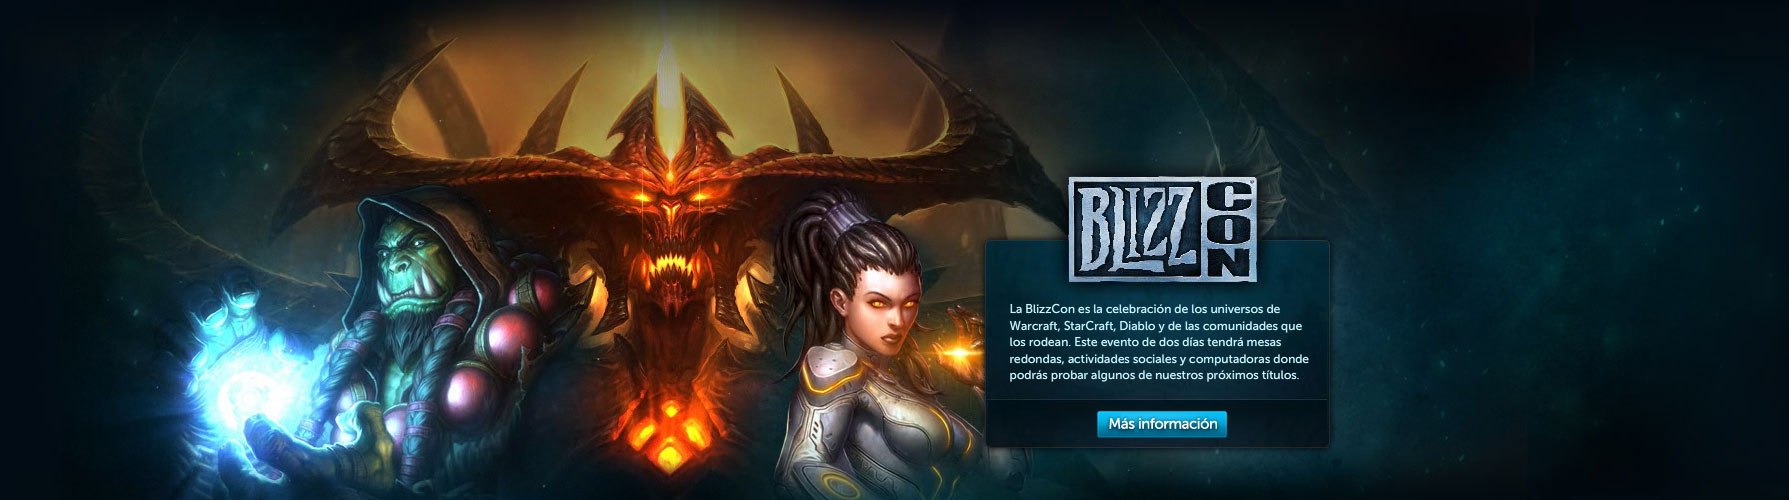 BLIZZCON
La BlizzCon es la celebración de los universos de
Warcraft, StarCraft, Diablo y de las comunidades que
los rodean. Este evento de dos días tendrá mesas
redondas, actividades sociales y computadoras donde
podrás probar algunos de nuestros próximos títulos.
Más información